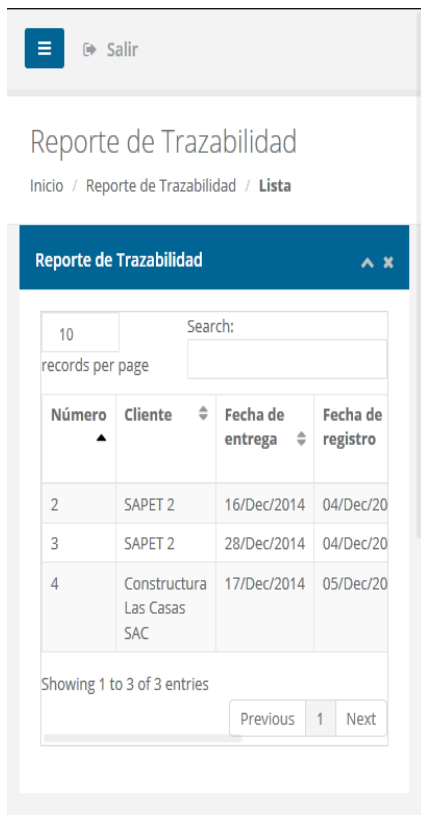 Salir
Reporte de Trazabilidad
Inicio / Reporte de Trazabilidad / Lista
Reporte de Trazabilidad
10
Search:
records per page
Número Cliente Fecha de entrega Fecha de registro
2 SAPET 2 16/Dec/2014 04/Dec/20
3 SAPET 2 28/Dec/2014 04/Dec/20
4 Constructura 17/Dec/2014 05/Dec/20
Las Casas
SAC
Showing 1 to 3 of 3 entries
Previous 1 Next